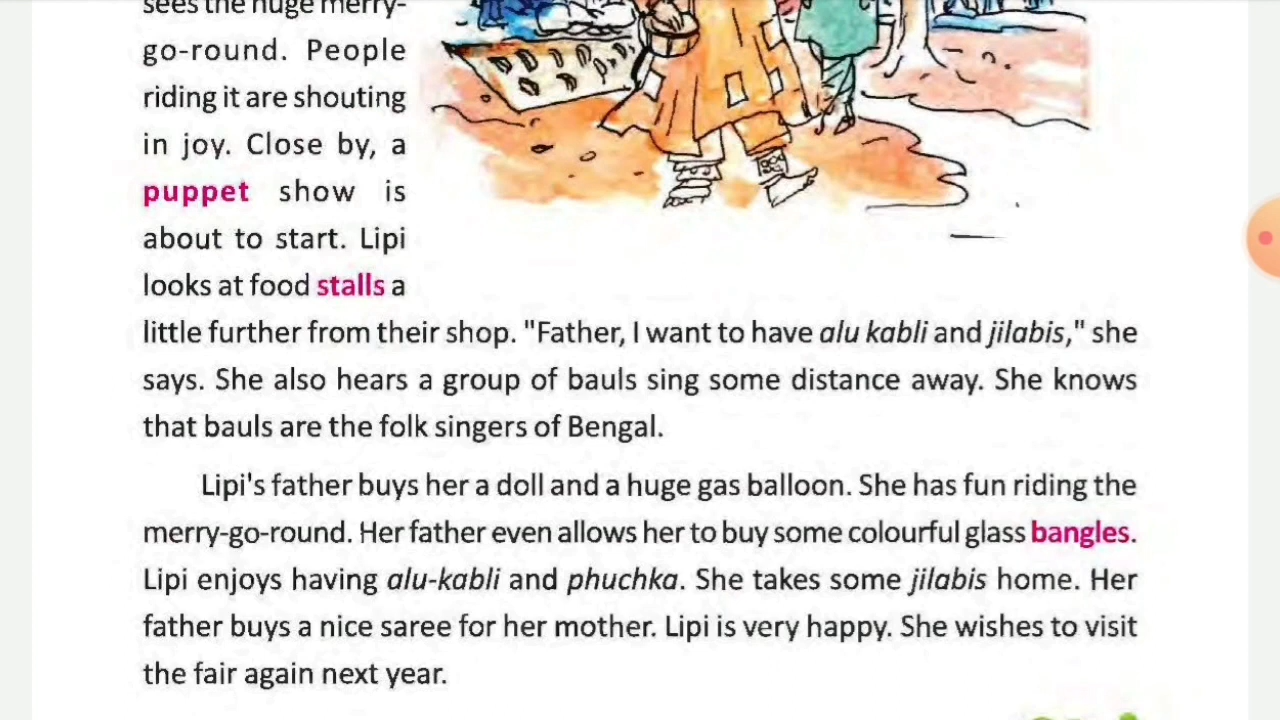 sees the huge merry-
go-round. People
riding it are shouting
in joy. Close by, a
puppet show is
about to start. Lipi
looks at food stalls a
little further from their shop. "Father, I want to have alu kabli and jilabis," she
says. She also hears a group of bauls sing some distance away. She knows
that bauls are the folk singers of Bengal.
Lipi's father buys her a doll and a huge gas balloon. She has fun riding the
merry-go-round. Her father even allows her to buy some colourful glass bangles.
Lipi enjoys having alu-kabli and phuchka. She takes some jilabis home. Her
father buys a nice saree for her mother. Lipi is very happy. She wishes to visit
the fair again next year.